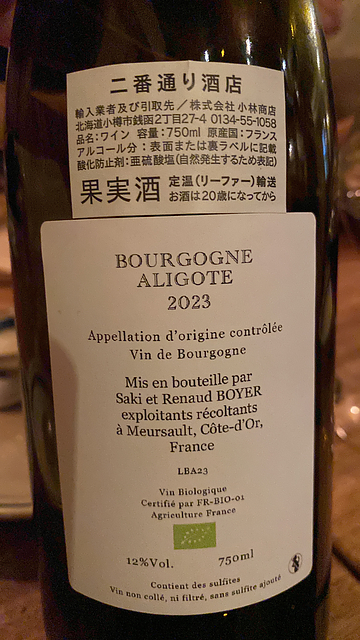 二番通り酒店
輸入業者及び引取先／株式会社 小林商店
北海道小樽市銭函2丁目27-4 0134-55-1058
品名:ワイン 容量:750ml 原産国:フランス
アルコール分：表面または裏ラベルに記載
酸化防止剤:亜硫酸塩(自然発生するため表記)
果実酒 定温(リーファー)輸送
お酒は20歳になってから
BOURGOGNE
ALIGOTE
2023
Appellation d'origine contrôlée
Vin de Bourgogne
Mis en bouteille par
Saki et Renaud BOYER
exploitants récoltants
à Meursault, Côte-d'Or,
France
LBA23
Vin Biologique
Certifié par FR-BIO-01
Agriculture France
12%Vol. 750ml
Contient des sulfites
Vin non collé, ni filtré, sans sulfite ajouté